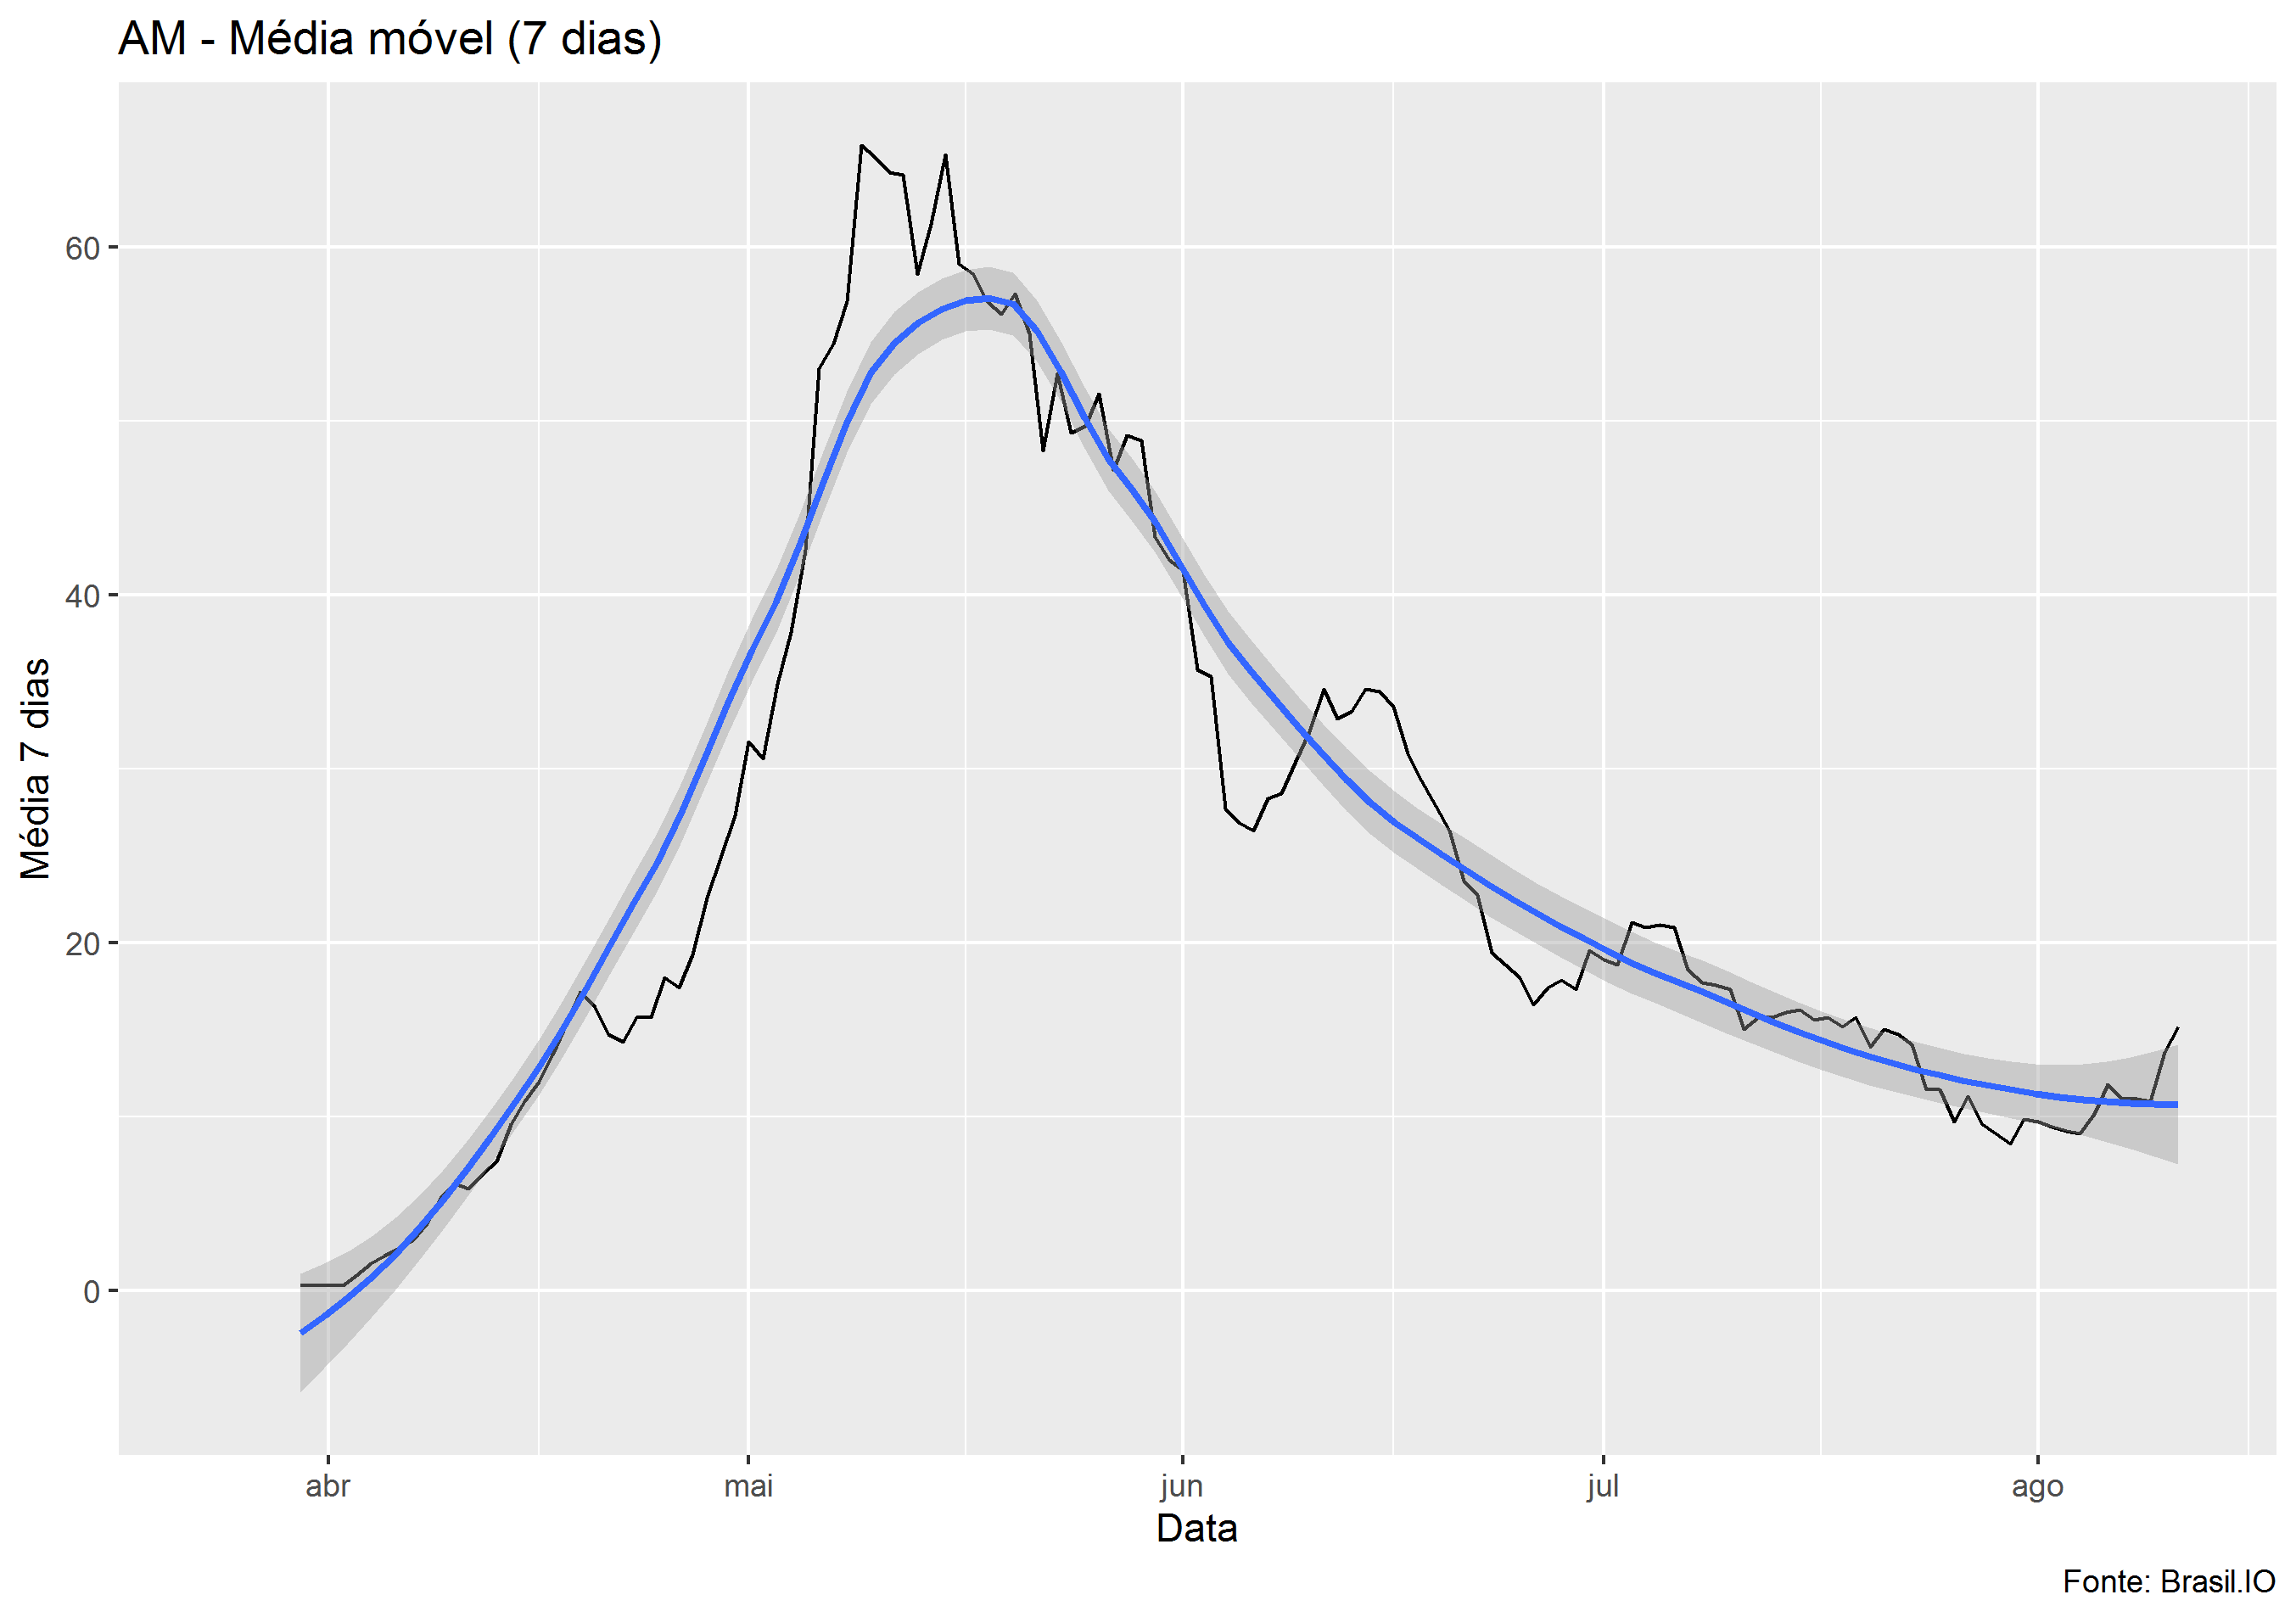 AM - Média móvel (7 dias)
Média 7 dias
60
40
20
0
abr mai jun jul ago
Data
Fonte: Brasil.IO